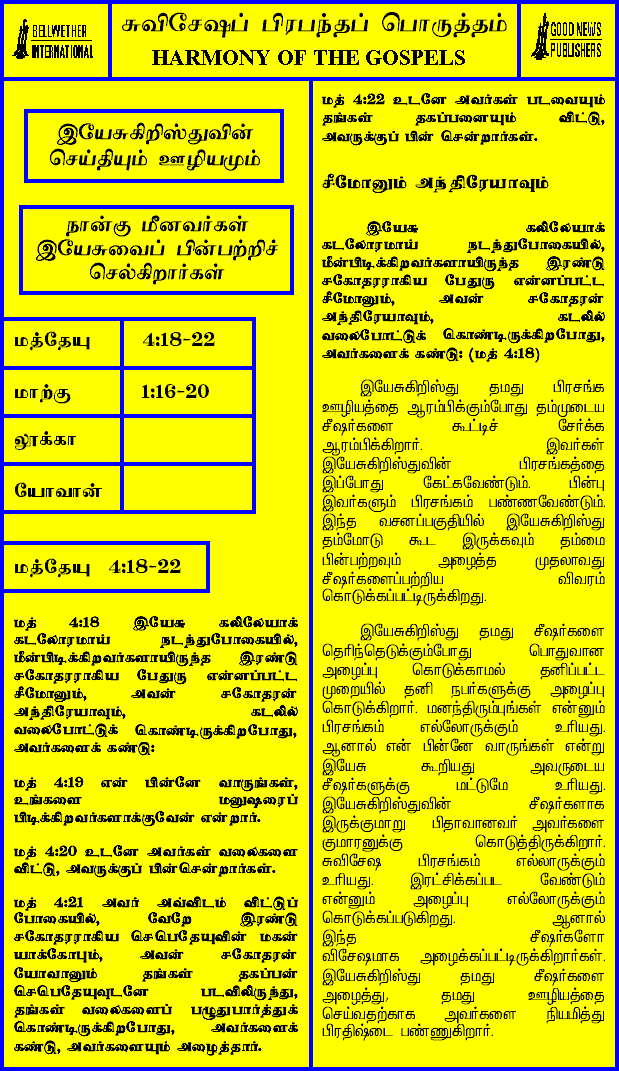 BELLWETHER
INTERNATIONAL
சுவிசேஷப் பிரபந்தப் பொருத்தம்
HARMONY OF THE GOSPELS
GOOD NEWS
PUBLISHERS
இயேசுகிறிஸ்துவின்
செய்தியும் ஊழியமும்
நான்கு மீனவர்கள்
இயேசுவைப் பின்பற்றிச்
செல்கிறார்கள்
மத்தேயு 4:18-22
மாற்கு 1:16-20
லூக்கா
யோவான்
மத்தேயு 4:18-22
மத் 4:18 இயேசு கலிலேயாக்
கடலோரமாய் நடந்துபோகையில்,
மீன்பிடிக்கிறவர்களாயிருந்த இரண்டு
சகோதரராகிய பேதுரு என்னப்பட்ட
சீமோனும், அவன் சகோதரன்
அந்திரேயாவும், கடலில்
வலைபோட்டுக் கொண்டிருக்கிறபோது,
அவர்களைக் கண்டு:
மத் 4:19 என் பின்னே வாருங்கள்,
உங்களை மனுஷரைப்
பிடிக்கிறவர்களாக்குவேன் என்றார்.
மத் 4:20 உடனே அவர்கள் வலைகளை
விட்டு, அவருக்குப் பின்சென்றார்கள்.
மத் 4:21 அவர் அவ்விடம் விட்டுப்
போகையில், வேறே இரண்டு
சகோதரராகிய செபெதேயுவின் மகன்
யாக்கோபும், அவன் சகோதரன்
யோவானும் தங்கள் தகப்பன்
செபெதேயுவுடனே படவிலிருந்து,
தங்கள் வலைகளைப் பழுதுபார்த்துக்
கொண்டிருக்கிறபோது, அவர்களைக்
கண்டு, அவர்களையும் அழைத்தார்.
மத் 4:22 உடனே அவர்கள் படவையும்
தங்கள் தகப்பனையும் விட்டு,
அவருக்குப் பின் சென்றார்கள்.
சீமோனும் அந்திரேயாவும்
இயேசு கலிலேயாக்
கடலோரமாய் நடந்துபோகையில்,
மீன்பிடிக்கிறவர்களாயிருந்த இரண்டு
சகோதரராகிய பேதுரு என்னப்பட்ட
சீமோனும், அவன் சகோதரன்
அந்திரேயாவும், கடலில்
வலைபோட்டுக் கொண்டிருக்கிறபோது,
அவர்களைக் கண்டு: (மத் 4:18)
இயேசுகிறிஸ்து தமது பிரசங்க
ஊழியத்தை ஆரம்பிக்கும்போது தம்முடைய
சீஷர்களை கூட்டிச் சேர்க்க
ஆரம்பிக்கிறார். இவர்கள்
இயேசுகிறிஸ்துவின் பிரசங்கத்தை
இப்போது கேட்கவேண்டும். பின்பு
இவர்களும் பிரசங்கம் பண்ணவேண்டும்.
இந்த வசனப்பகுதியில் இயேசுகிறிஸ்து
தம்மோடு கூட இருக்கவும் தம்மை
பின்பற்றவும் அழைத்த முதலாவது
சீஷர்களைப்பற்றிய விவரம்
கொடுக்கப்பட்டிருக்கிறது.
இயேசுகிறிஸ்து தமது சீஷர்களை
தெரிந்தெடுக்கும்போது பொதுவான
அழைப்பு கொடுக்காமல் தனிப்பட்ட
முறையில் தனி நபர்களுக்கு அழைப்பு
கொடுக்கிறார். மனந்திரும்புங்கள் என்னும்
பிரசங்கம் எல்லோருக்கும் உரியது.
ஆனால் என் பின்னே வாருங்கள் என்று
இயேசு கூறியது அவருடைய
சீஷர்களுக்கு மட்டுமே உரியது.
இயேசுகிறிஸ்துவின் சீஷர்களாக
இருக்குமாறு பிதாவானவர் அவர்களை
குமாரனுக்கு கொடுத்திருக்கிறார்.
சுவிசேஷ பிரசங்கம் எல்லாருக்கும்
உரியது. இரட்சிக்கப்பட வேண்டும்
என்னும் அழைப்பு எல்லோருக்கும்
கொடுக்கப்படுகிறது. ஆனால்
இந்த சீஷர்களோ
விசேஷமாக அழைக்கப்பட்டிருக்கிறார்கள்.
இயேசுகிறிஸ்து தமது சீஷர்களை
அழைத்து, தமது ஊழியத்தை
செய்வதற்காக அவர்களை நியமித்து
பிரதிஷ்டை பண்ணுகிறார்.